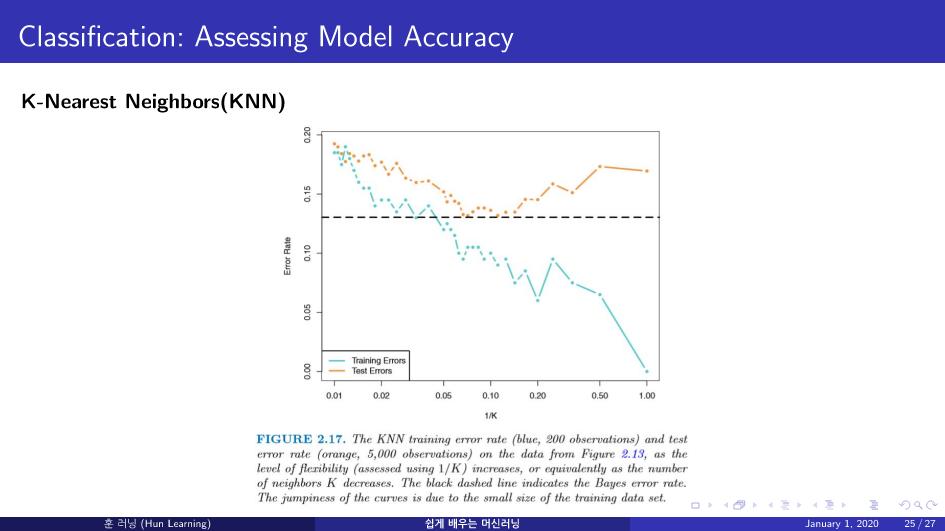 Classification: Assessing Model Accuracy
K-Nearest Neighbors(KNN)
0.20
0.15
0.10
0.05
0.00
Error Rate
Training Errors
Test Errors
0.01 0.02 0.05 0.10 0.20 0.50 1.00
1/K
FIGURE 2.17. The KNN training error rate (blue, 200 observations) and test
error rate (orange, 5,000 observations) on the data from Figure 2.13, as the
level of flexibility (assessed using 1/K) increases, or equivalently as the number
of neighbors K decreases. The black dashed line indicates the Bayes error rate.
The jumpiness of the curves is due to the small size of the training data set.
훈 러닝 (Hun Learning) 쉽게 배우는 머신러닝 January 1, 2020 25 / 27